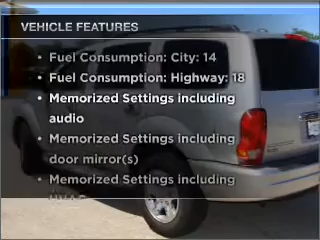 VEHICLE FEATURES
• Fuel Consumption: City: 14
• Fuel Consumption: Highway: 18
• Memorized Settings including
audio
• Memorized Settings including
door mirror(s)
• Memorized Settings including